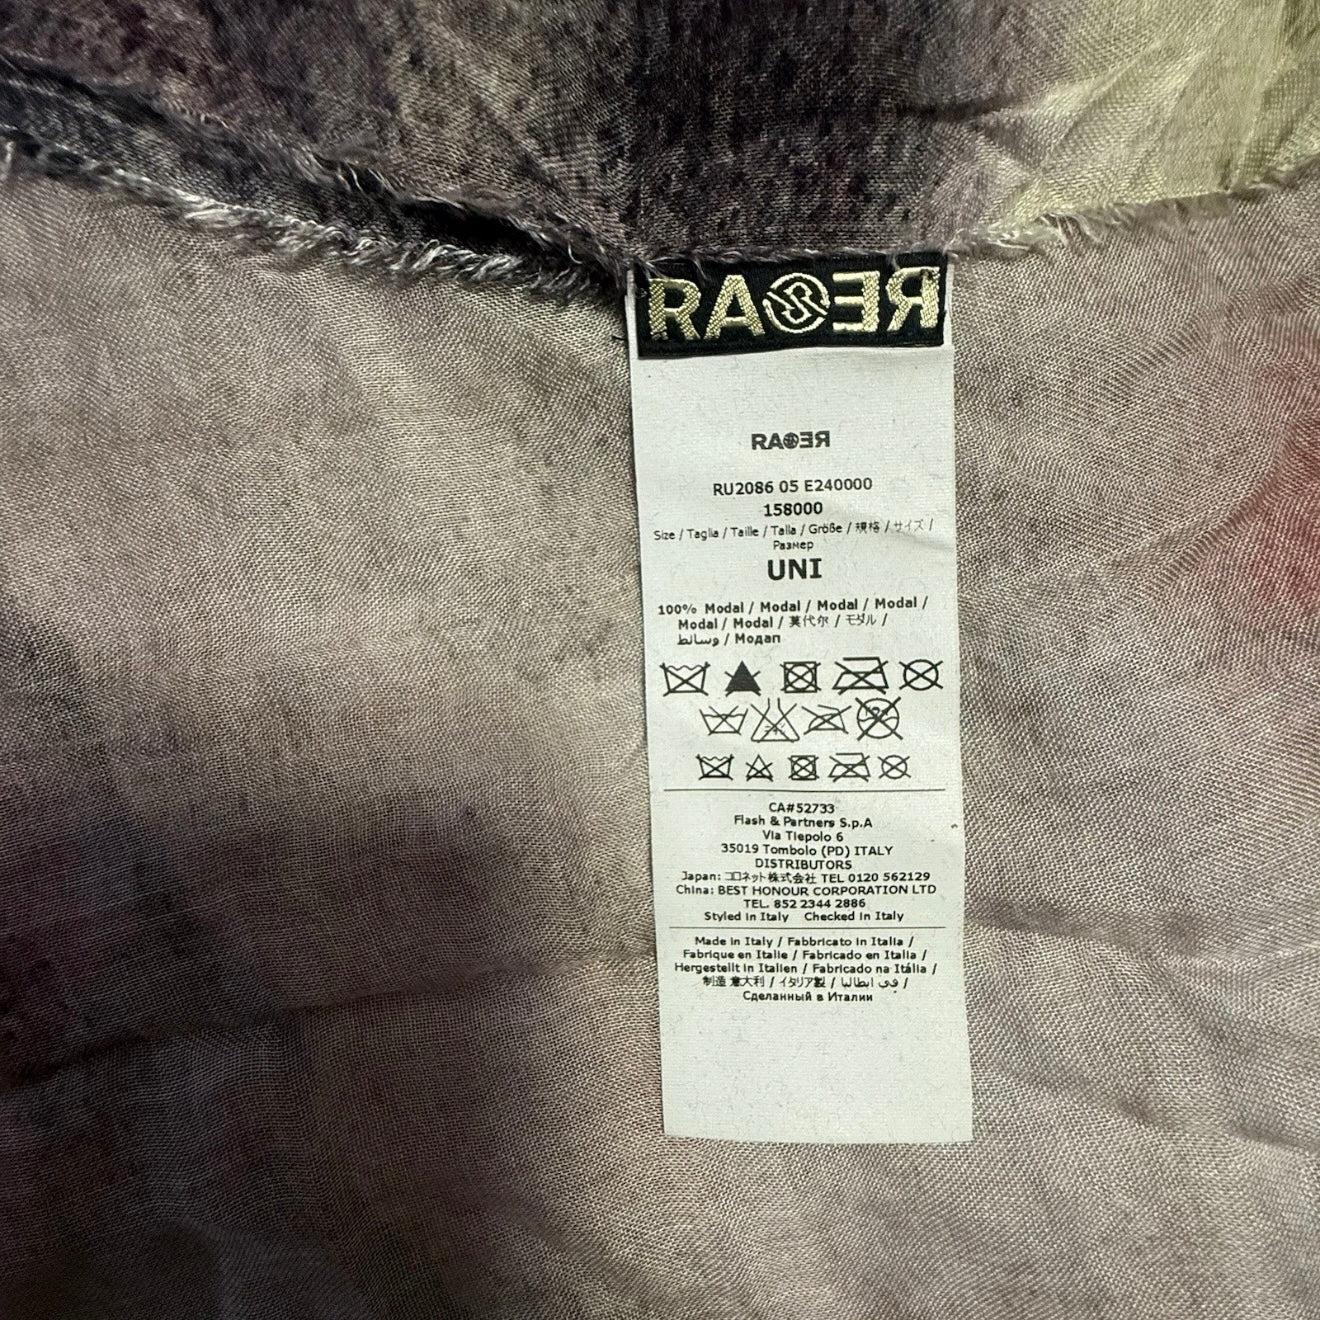 RA ЯƎЯ
RA ƎЯ
RU2086 05 E240000
158000
Size / Taglia / Taille / Talla / Größe / 規格 / サイズ /
Размер
UNI
100% Modal / Modal / Modal / Modal /
Modal / Modal / 莫代尔 / モダル /
وسائط / Модал
CA#52733
Flash & Partners S.p.A
Via Tiepolo 6
35019 Tombolo (PD) ITALY
DISTRIBUTORS
Japan: コロネット株式会社 TEL 0120 562129
China: BEST HONOUR CORPORATION LTD
TEL. 852 2344 2886
Styled in Italy Checked in Italy
Made in Italy / Fabbricato in Italia /
Fabrique en Italie / Fabricado en Italia /
Hergestellt in Italien / Fabricado na Itália /
制造 意大利 / イタリア製 / في ايطاليا /
Сделанный в Италии